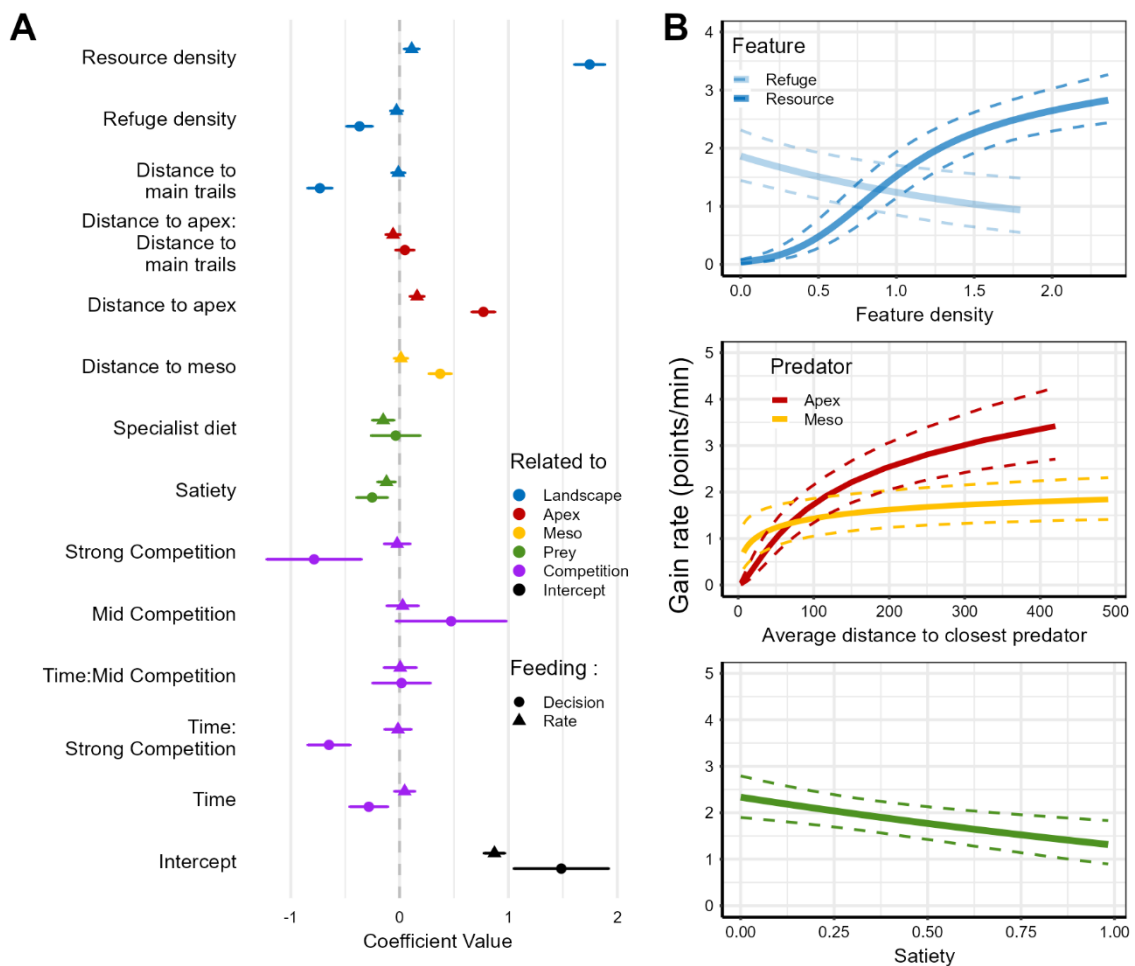 A
Resource density
Refuge density
Distance to
main trails
Distance to apex:
Distance to
main trails
Distance to apex
Distance to meso
Specialist diet
Satiety
Strong Competition
Mid Competition
Time:Mid Competition
Time:
Strong Competition
Time
Intercept
Related to
Landscape
Apex
Meso
Prey
Competition
Intercept
Feeding :
Decision
Rate
-1
0
1
2
Coefficient Value
B
Gain rate (points/min)
4
3
2
1
0
Feature
Refuge
Resource
0.0
0.5
1.0
1.5
2.0
Feature density
5
4
3
2
1
0
Predator
Apex
Meso
0
100
200
300
400
500
Average distance to closest predator
5
4
3
2
1
0
0.00
0.25
0.50
0.75
1.00
Satiety